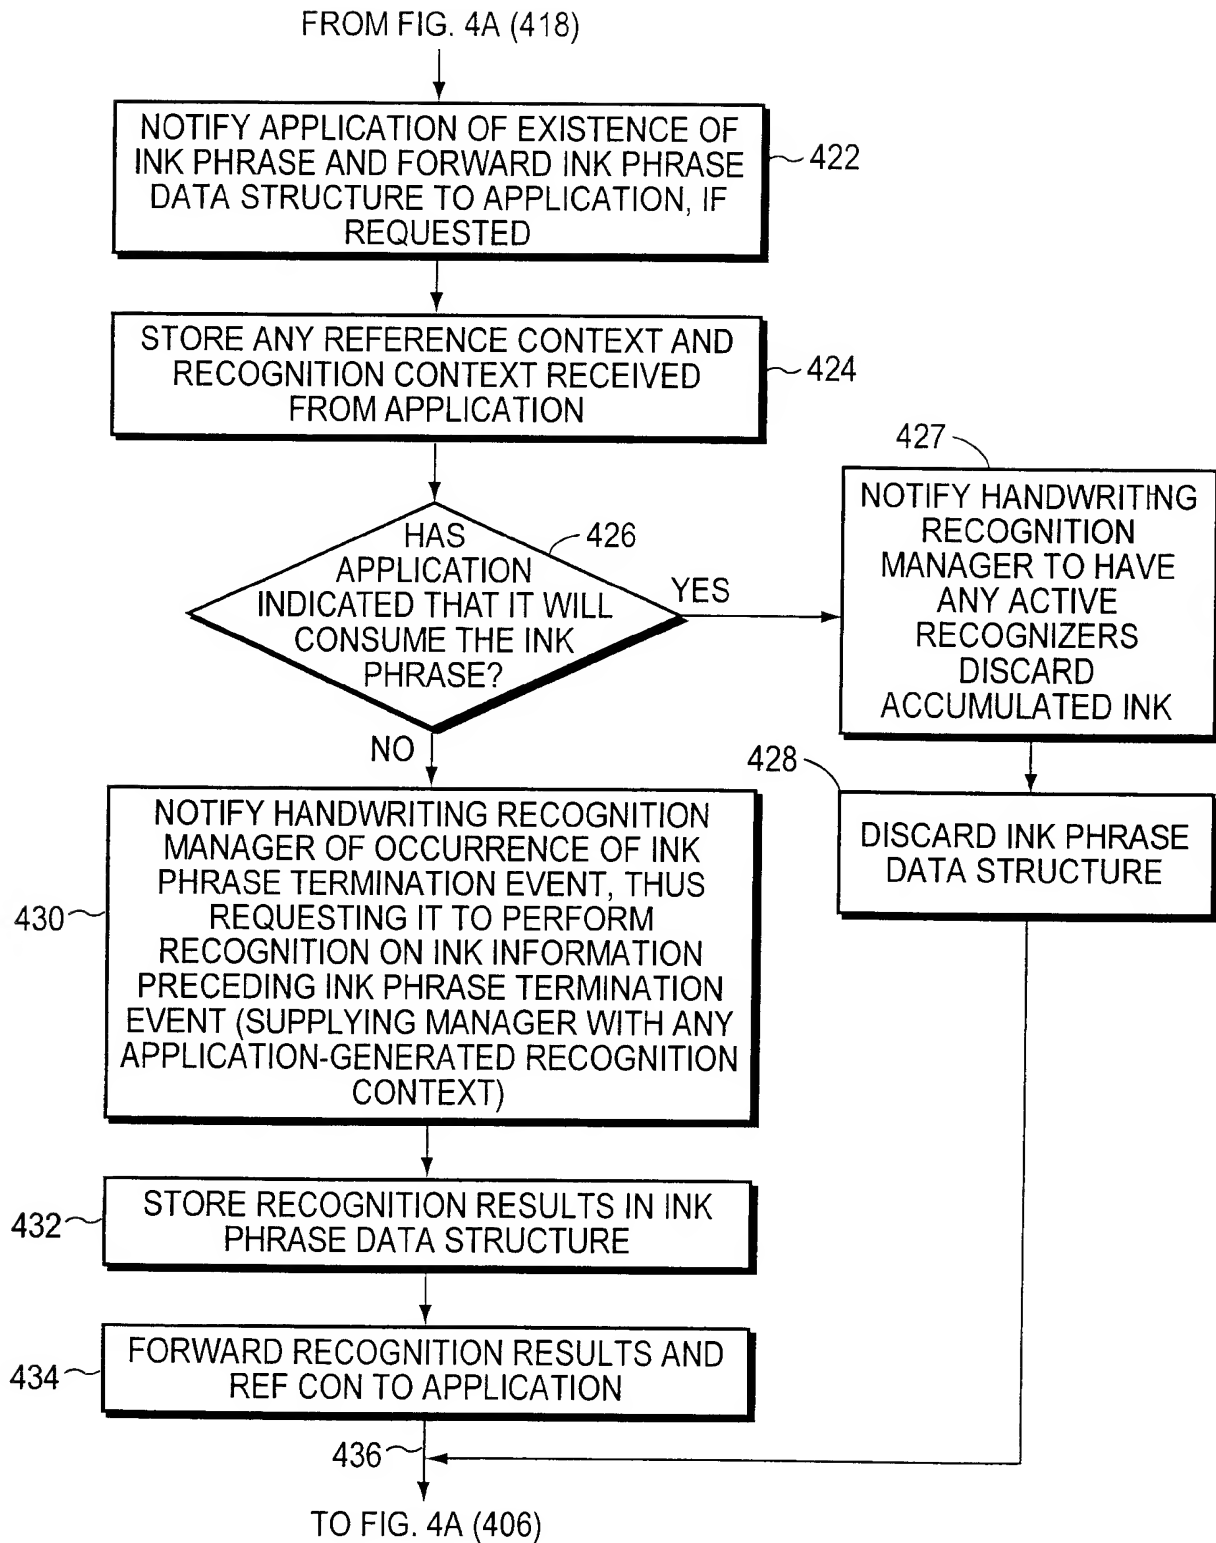 FROM FIG. 4A (418)
NOTIFY APPLICATION OF EXISTENCE OF
INK PHRASE AND FORWARD INK PHRASE
DATA STRUCTURE TO APPLICATION, IF
REQUESTED
422
STORE ANY REFERENCE CONTEXT AND
RECOGNITION CONTEXT RECEIVED
FROM APPLICATION
424
HAS
APPLICATION
INDICATED THAT IT WILL
CONSUME THE INK
PHRASE?
426
YES
427
NOTIFY HANDWRITING
RECOGNITION
MANAGER TO HAVE
ANY ACTIVE
RECOGNIZERS
DISCARD
ACCUMULATED INK
428
DISCARD INK PHRASE
DATA STRUCTURE
NO
NOTIFY HANDWRITING RECOGNITION
MANAGER OF OCCURRENCE OF INK
PHRASE TERMINATION EVENT, THUS
REQUESTING IT TO PERFORM
RECOGNITION ON INK INFORMATION
PRECEDING INK PHRASE TERMINATION
EVENT (SUPPLYING MANAGER WITH ANY
APPLICATION-GENERATED RECOGNITION
CONTEXT)
430
STORE RECOGNITION RESULTS IN INK
PHRASE DATA STRUCTURE
432
FORWARD RECOGNITION RESULTS AND
REF CON TO APPLICATION
434
436
TO FIG. 4A (406)